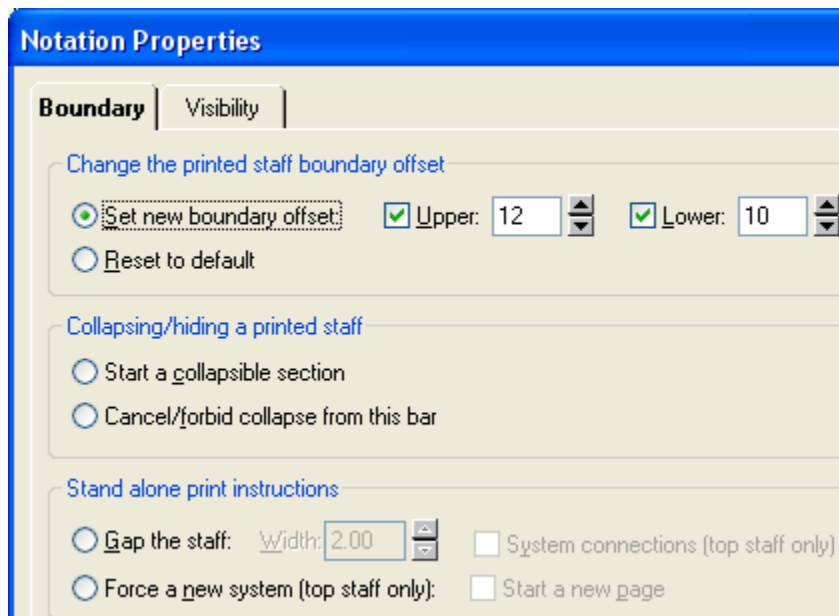 Notation Properties
Boundary Visibility
Change the printed staff boundary offset
Set new boundary offset: Upper: 12 Lower: 10
Reset to default
Collapsing/hiding a printed staff
Start a collapsible section
Cancel/forbid collapse from this bar
Stand alone print instructions
Gap the staff: Width: 2.00 System connections (top staff only)
Force a new system (top staff only): Start a new page